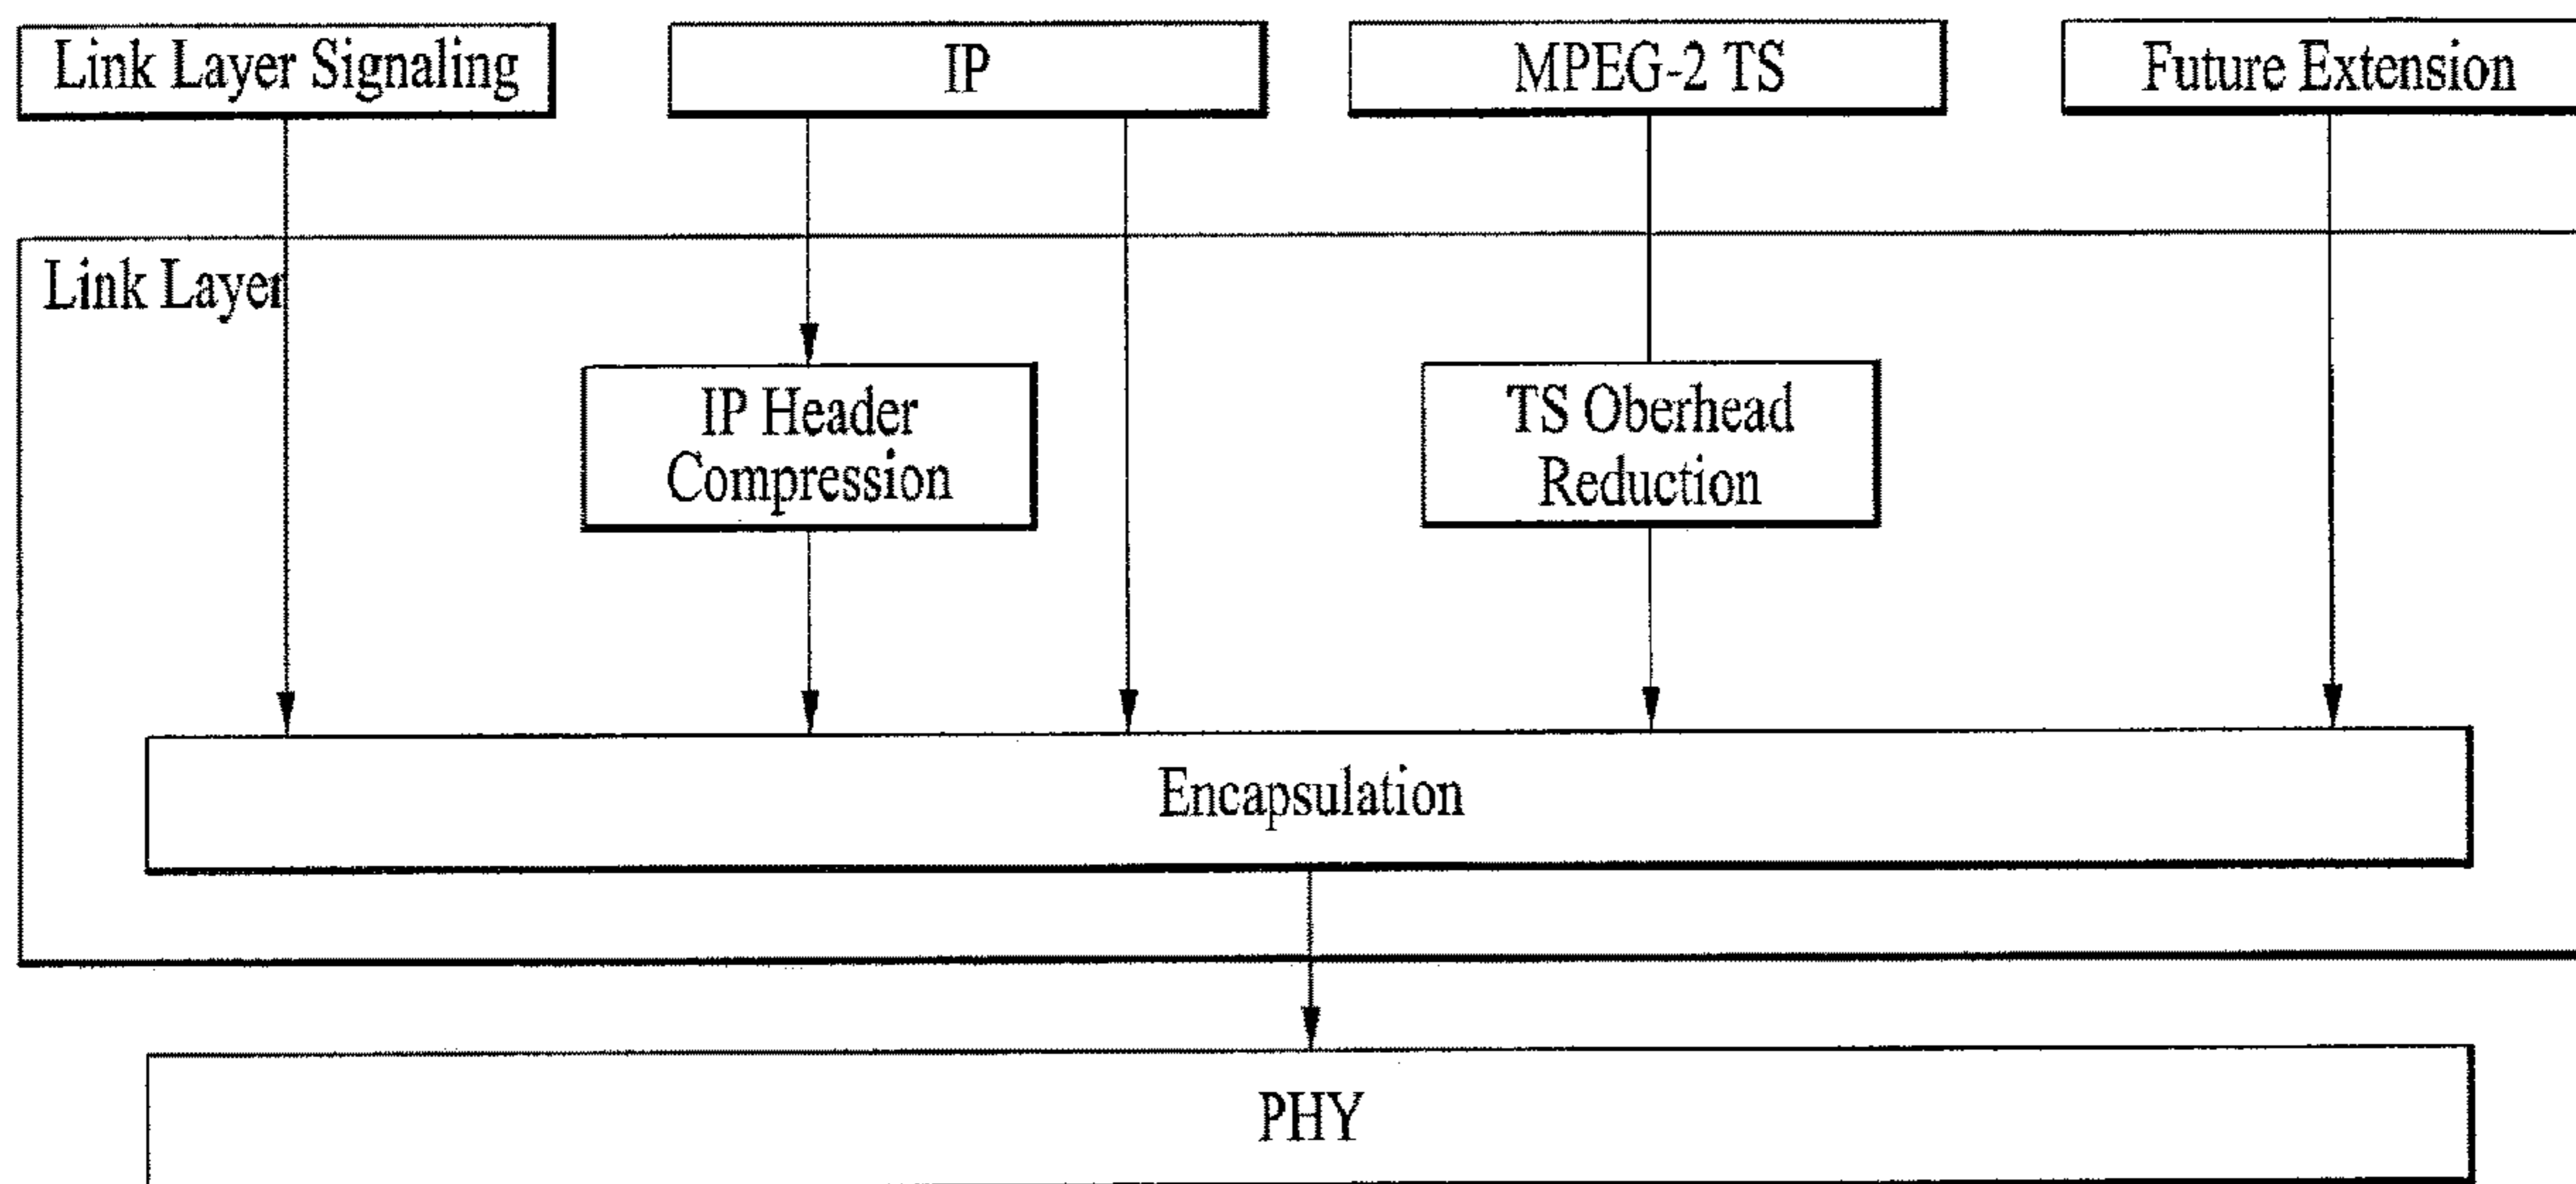 Link Layer Signaling
IP
MPEG-2 TS
Future Extension
Link Layer
IP Header
Compression
TS Oberhead
Reduction
Encapsulation
PHY